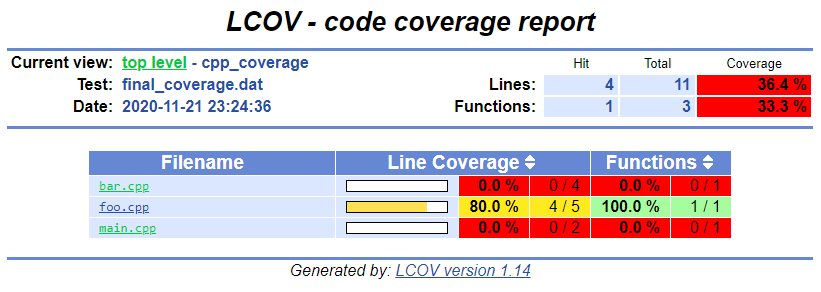 LCOV - code coverage report
Current view: top level - cpp_coverage Hit Total Coverage
Test: final_coverage.dat Lines: 4 11 36.4 %
Date: 2020-11-21 23:24:36 Functions: 1 3 33.3 %
Filename Line Coverage Functions
bar.cpp 0.0 % 0 / 4 0.0 % 0 / 1
foo.cpp 80.0 % 4 / 5 100.0 % 1 / 1
main.cpp 0.0 % 0 / 2 0.0 % 0 / 1
Generated by: LCOV version 1.14